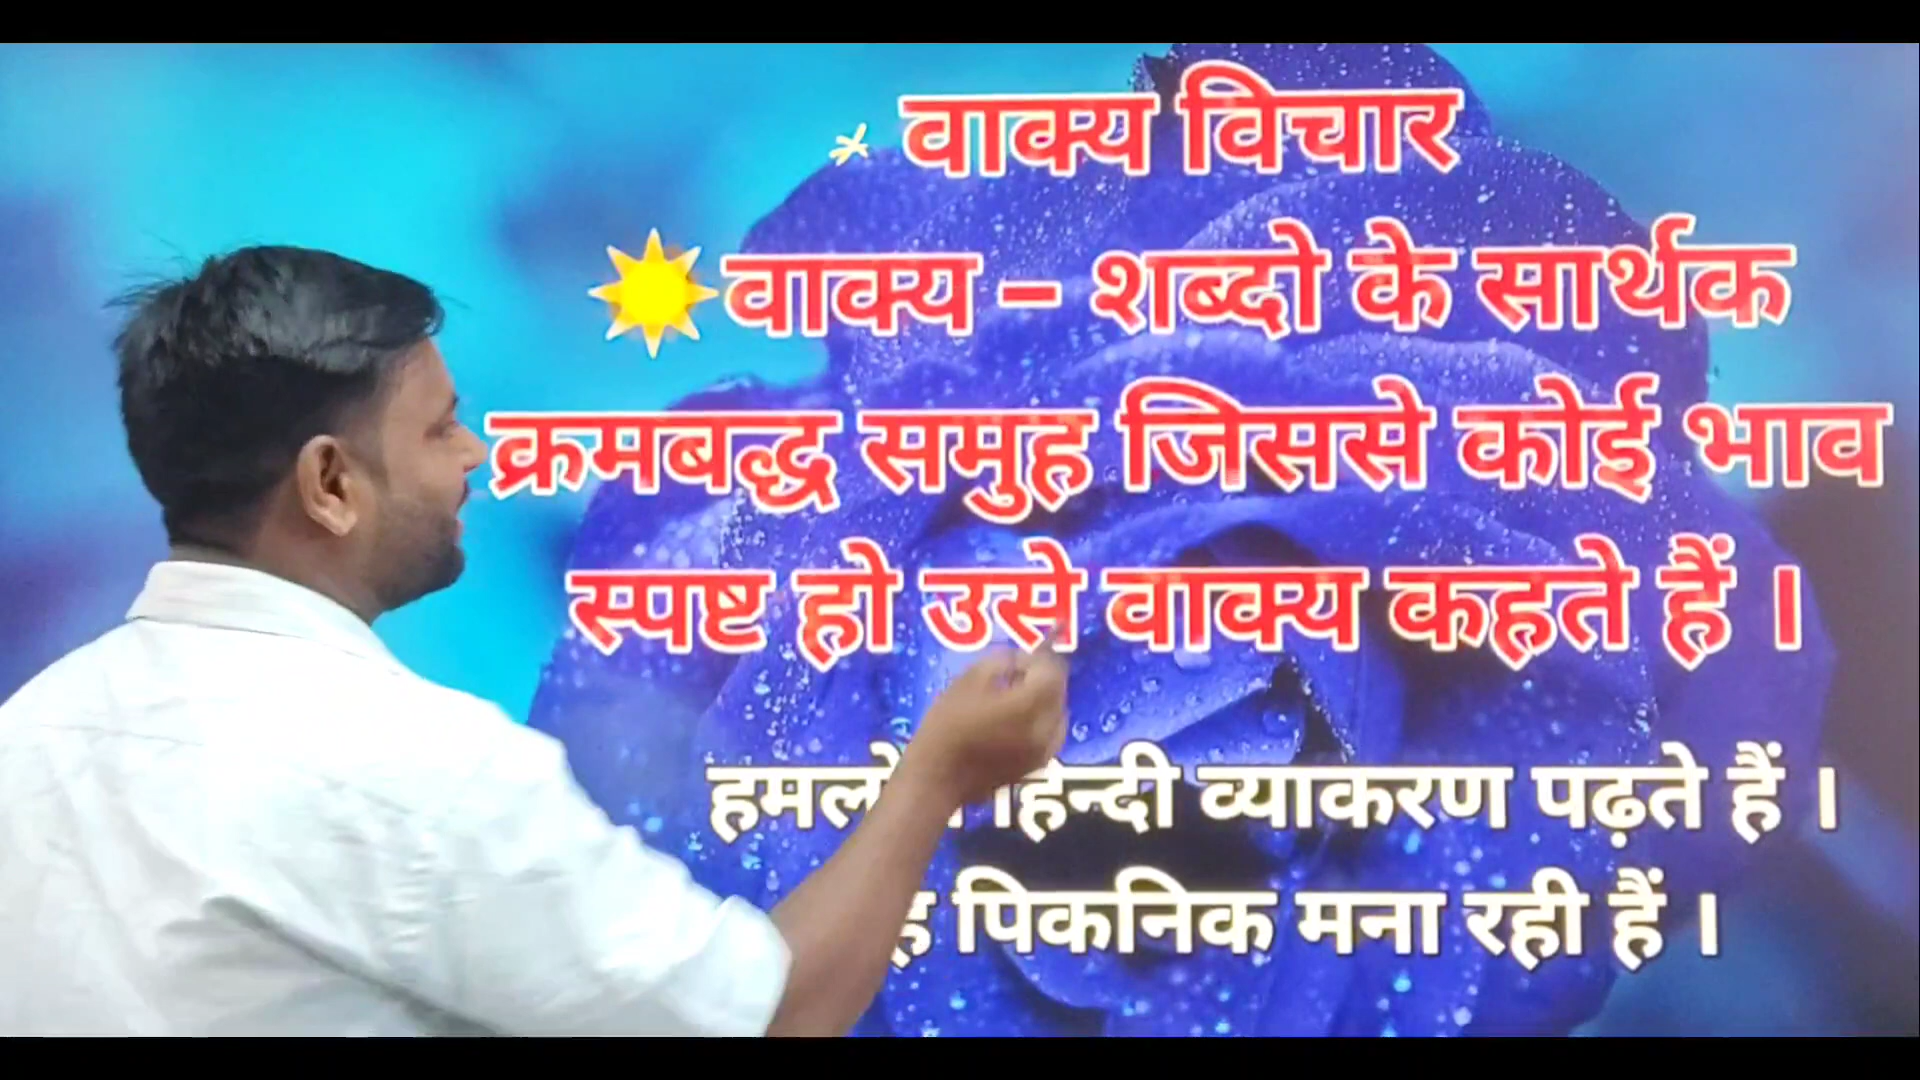 वाक्य विचार
वाक्य – शब्दो के सार्थक
क्रमबद्ध समुह जिससे कोई भाव
स्पष्ट हो उसे वाक्य कहते हैं ।
हिन्दी व्याकरण पढ़ते हैं ।
पिकनिक मना रही हैं ।